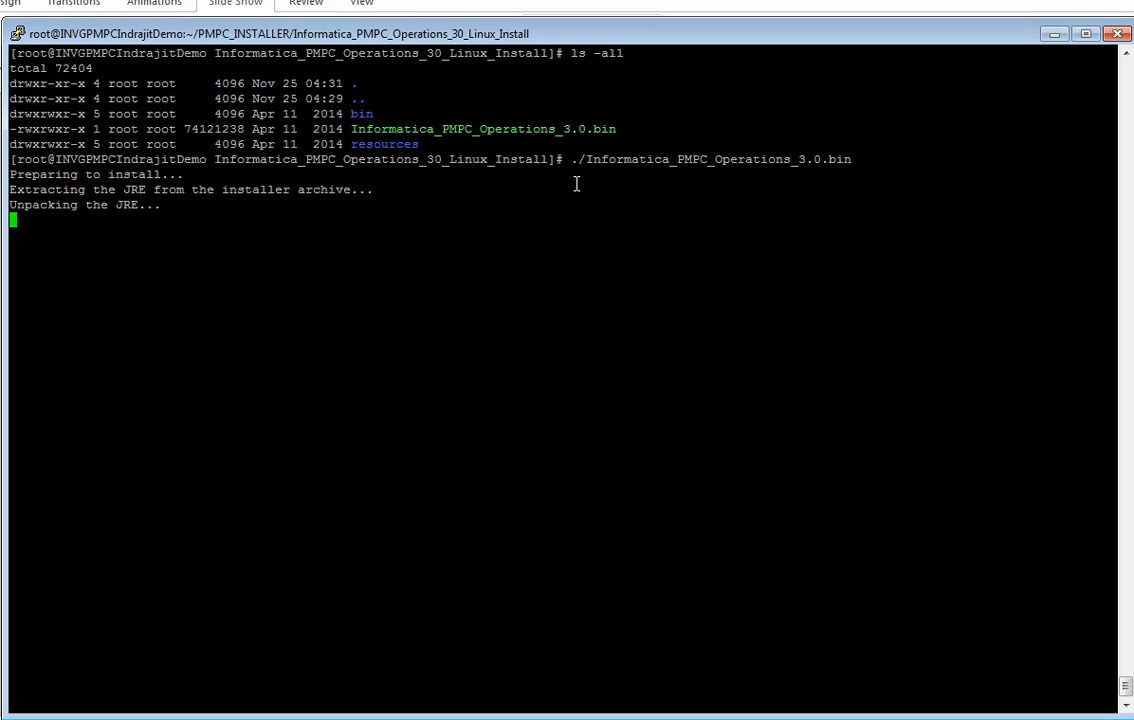 sign Transitions Animations Slide Show Review View
root@INVGPMPCIndrajitDemo:~/PMPC_INSTALLER/Informatica_PMPC_Operations_30_Linux_Install
[root@INVGPMPCIndrajitDemo Informatica_PMPC_Operations_30_Linux_Install]# ls -all
total 72404
drwxr-xr-x 4 root root     4096 Nov 25 04:31 .
drwxr-xr-x 4 root root     4096 Nov 25 04:29 ..
drwxrwxr-x 5 root root     4096 Apr 11  2014 bin
-rwxrwxr-x 1 root root 74121238 Apr 11  2014 Informatica_PMPC_Operations_3.0.bin
drwxrwxr-x 5 root root     4096 Apr 11  2014 resources
[root@INVGPMPCIndrajitDemo Informatica_PMPC_Operations_30_Linux_Install]# ./Informatica_PMPC_Operations_3.0.bin
Preparing to install...
Extracting the JRE from the installer archive...
Unpacking the JRE...